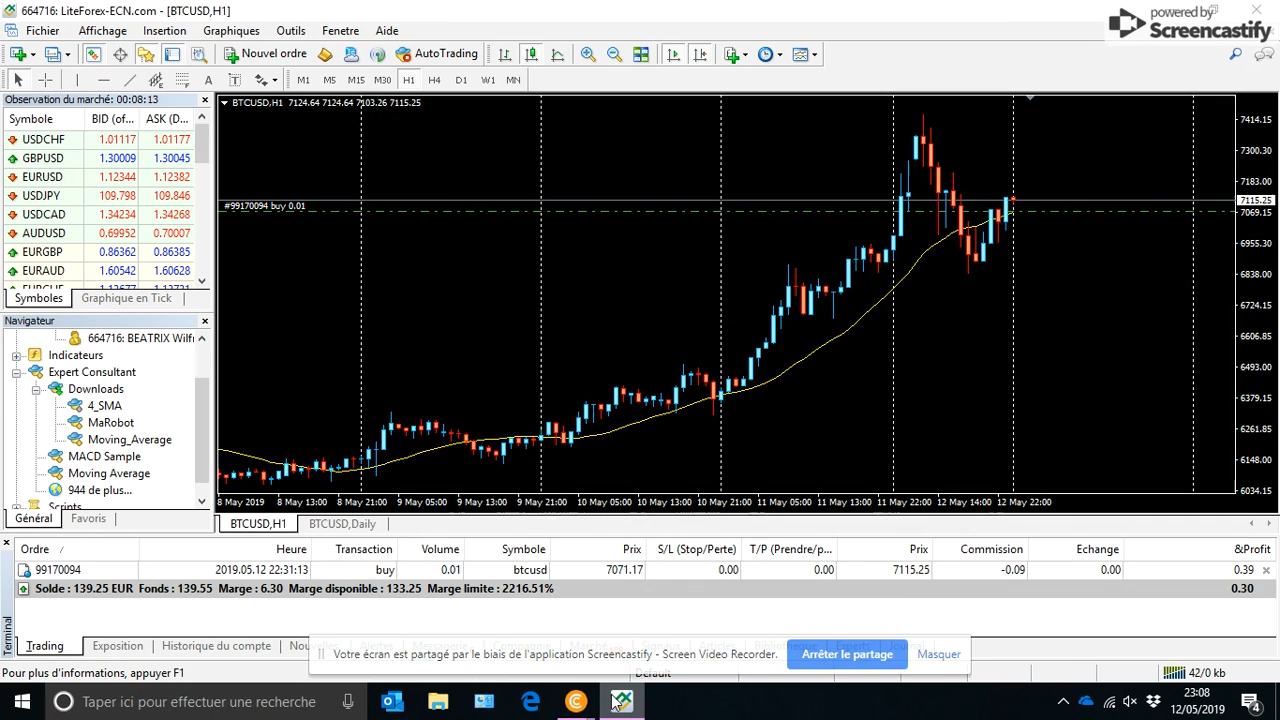 664716: LiteForex-ECN.com - [BTCUSD,H1]
powered by
Screencastify
Fichier Affichage Insertion Graphiques Outils Fenetre Aide
Nouvel ordre AutoTrading
A T M1 M5 M15 M30 H1 H4 D1 W1 MN
Observation du marché: 00:08:13
Symbole BID (of... ASK (D...
USDCHF 1.01117 1.01177
GBPUSD 1.30009 1.30045
EURUSD 1.12344 1.12382
USDJPY 109.798 109.846
USDCAD 1.34234 1.34268
AUDUSD 0.69952 0.70007
EURGBP 0.86362 0.86385
EURAUD 1.60542 1.60628
Symboles Graphique en Tick
Navigateur
664716: BEATRIX Wilfr
Indicateurs
Expert Consultant
Downloads
4_SMA
MaRobot
Moving_Average
MACD Sample
Moving Average
944 de plus...
Scripts
Général Favoris
BTCUSD,H1 7124.64 7124.64 7103.26 7115.25
#99170094 buy 0.01
7414.15
7300.30
7183.00
7115.25
7069.15
6955.30
6838.00
6724.15
6606.85
6493.00
6379.15
6261.85
6148.00
6034.15
8 May 2019 8 May 13:00 8 May 21:00 9 May 05:00 9 May 13:00 9 May 21:00 10 May 05:00 10 May 13:00 10 May 21:00 11 May 05:00 11 May 13:00 11 May 22:00 12 May 14:00 12 May 22:00
BTCUSD,H1 BTCUSD,Daily
Ordre / Heure Transaction Volume Symbole Prix S/L (Stop/Perte) T/P (Prendre/p... Prix Commission Echange &Profit
99170094 2019.05.12 22:31:13 buy 0.01 btcusd 7071.17 0.00 0.00 7115.25 -0.09 0.00 0.39
Solde : 139.25 EUR Fonds : 139.55 Marge : 6.30 Marge disponible : 133.25 Marge limite : 2216.51% 0.30
Terminal
Trading Exposition Historique du compte
Votre écran est partagé par le biais de l'application Screencastify - Screen Video Recorder. Arrêter le partage Masquer
Pour plus d'informations, appuyer F1 Default 42/0 kb
Taper ici pour effectuer une recherche
23:08
12/05/2019
4